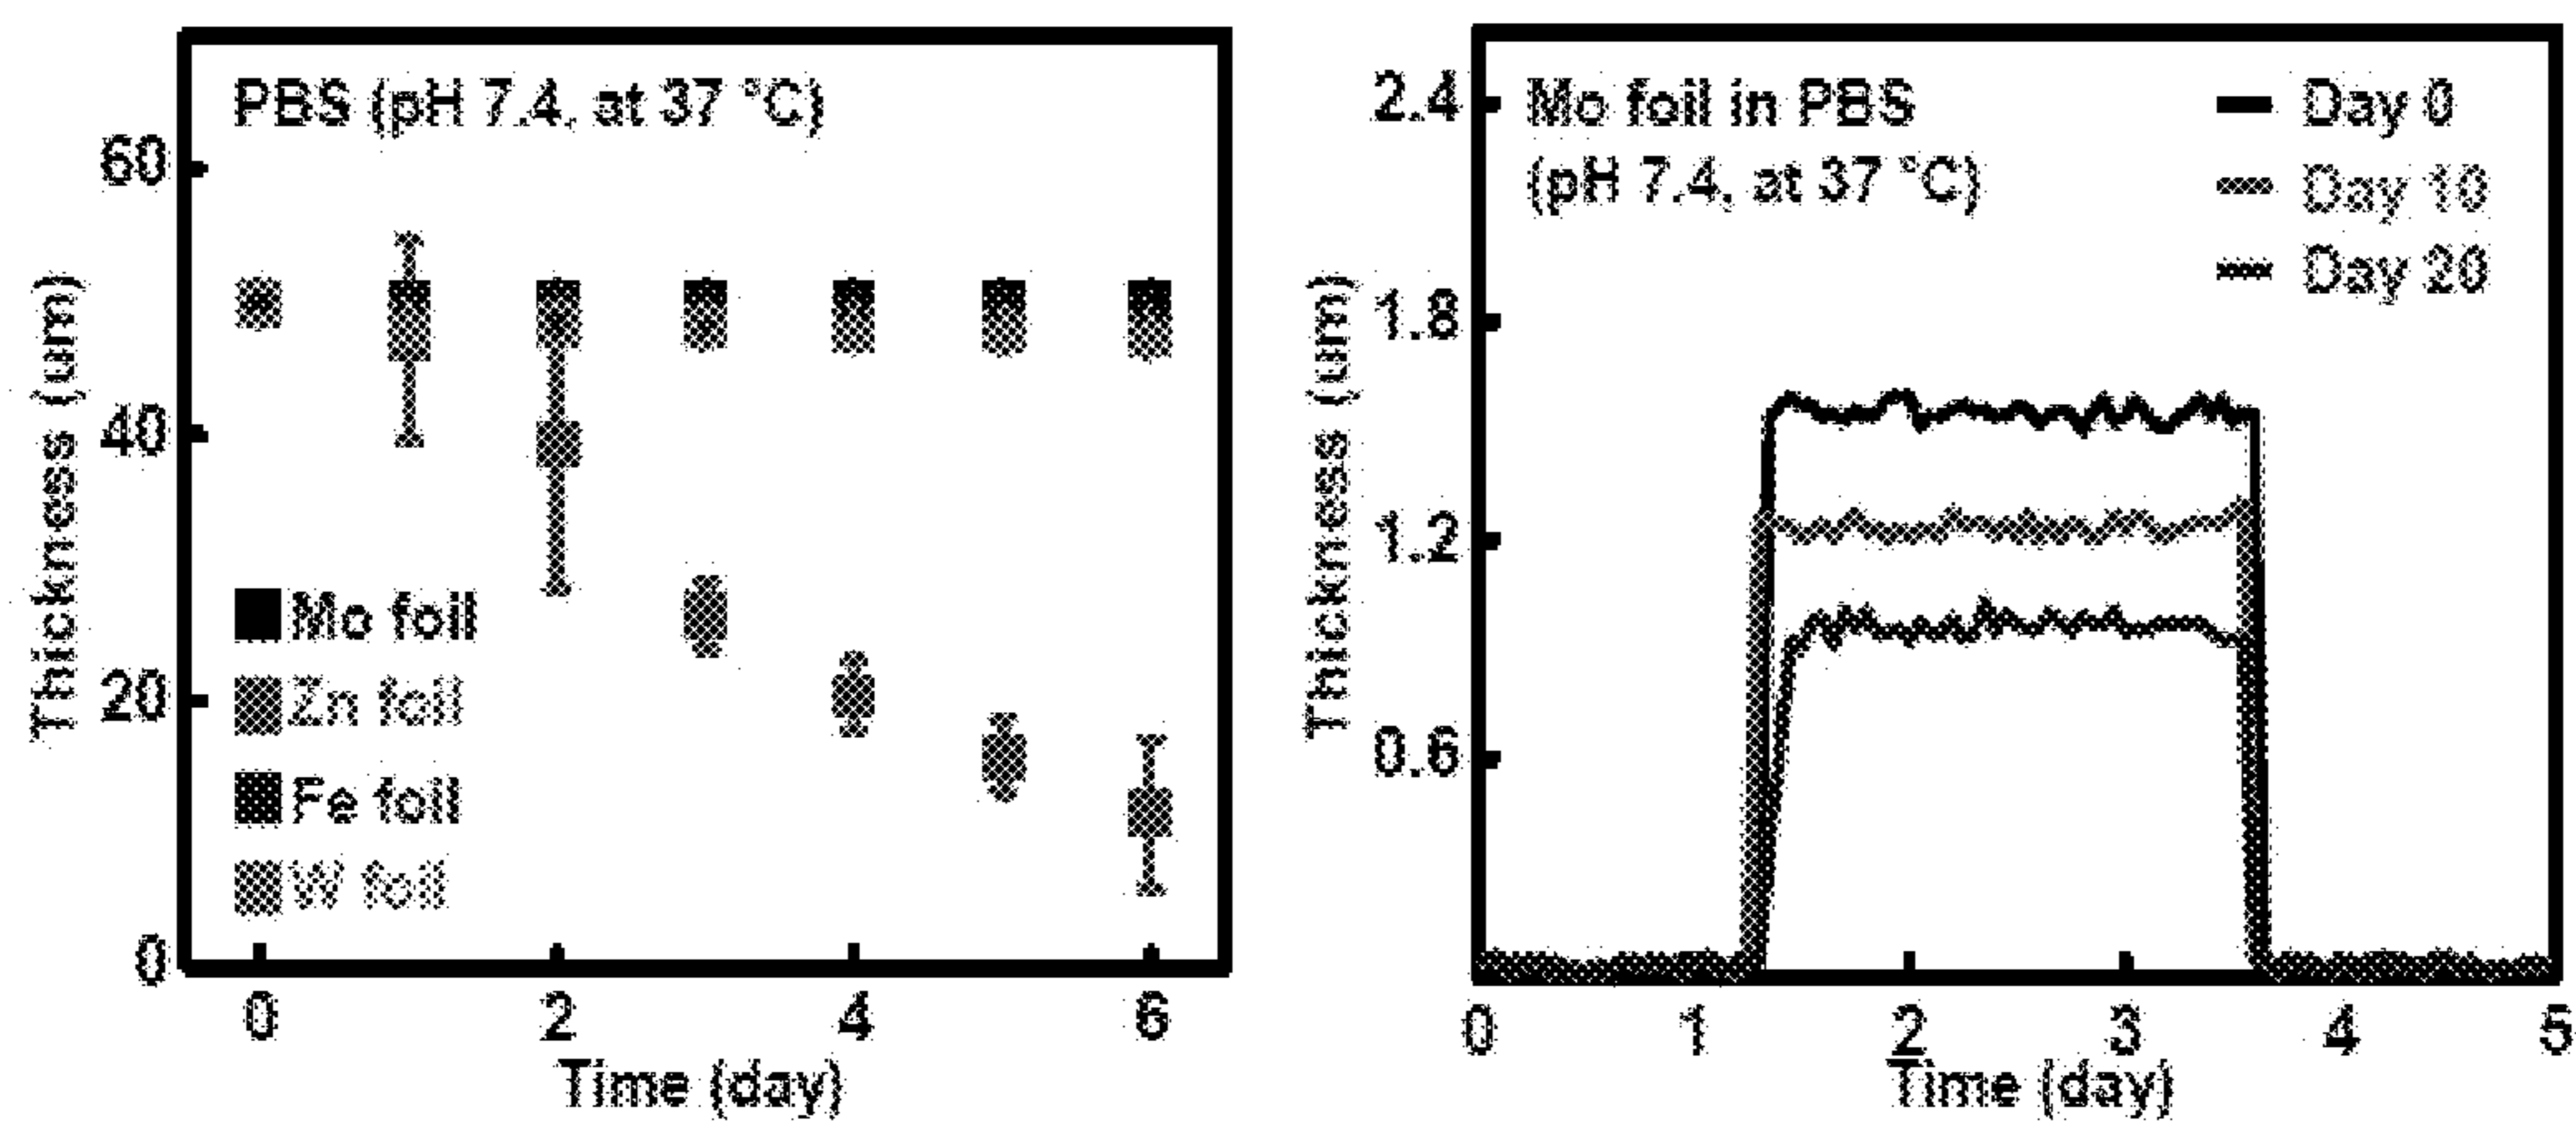 PBS (pH 7.4, at 37 °C)
Thickness (um)
60
40
20
0
Mo foil
Zn foil
Fe foil
W foil
0 2 4 6
Time (day)
Mo foil in PBS
(pH 7.4, at 37 °C)
Day 0
Day 10
Day 20
Thickness (um)
2.4
1.8
1.2
0.6
0 1 2 3 4 5
Time (day)